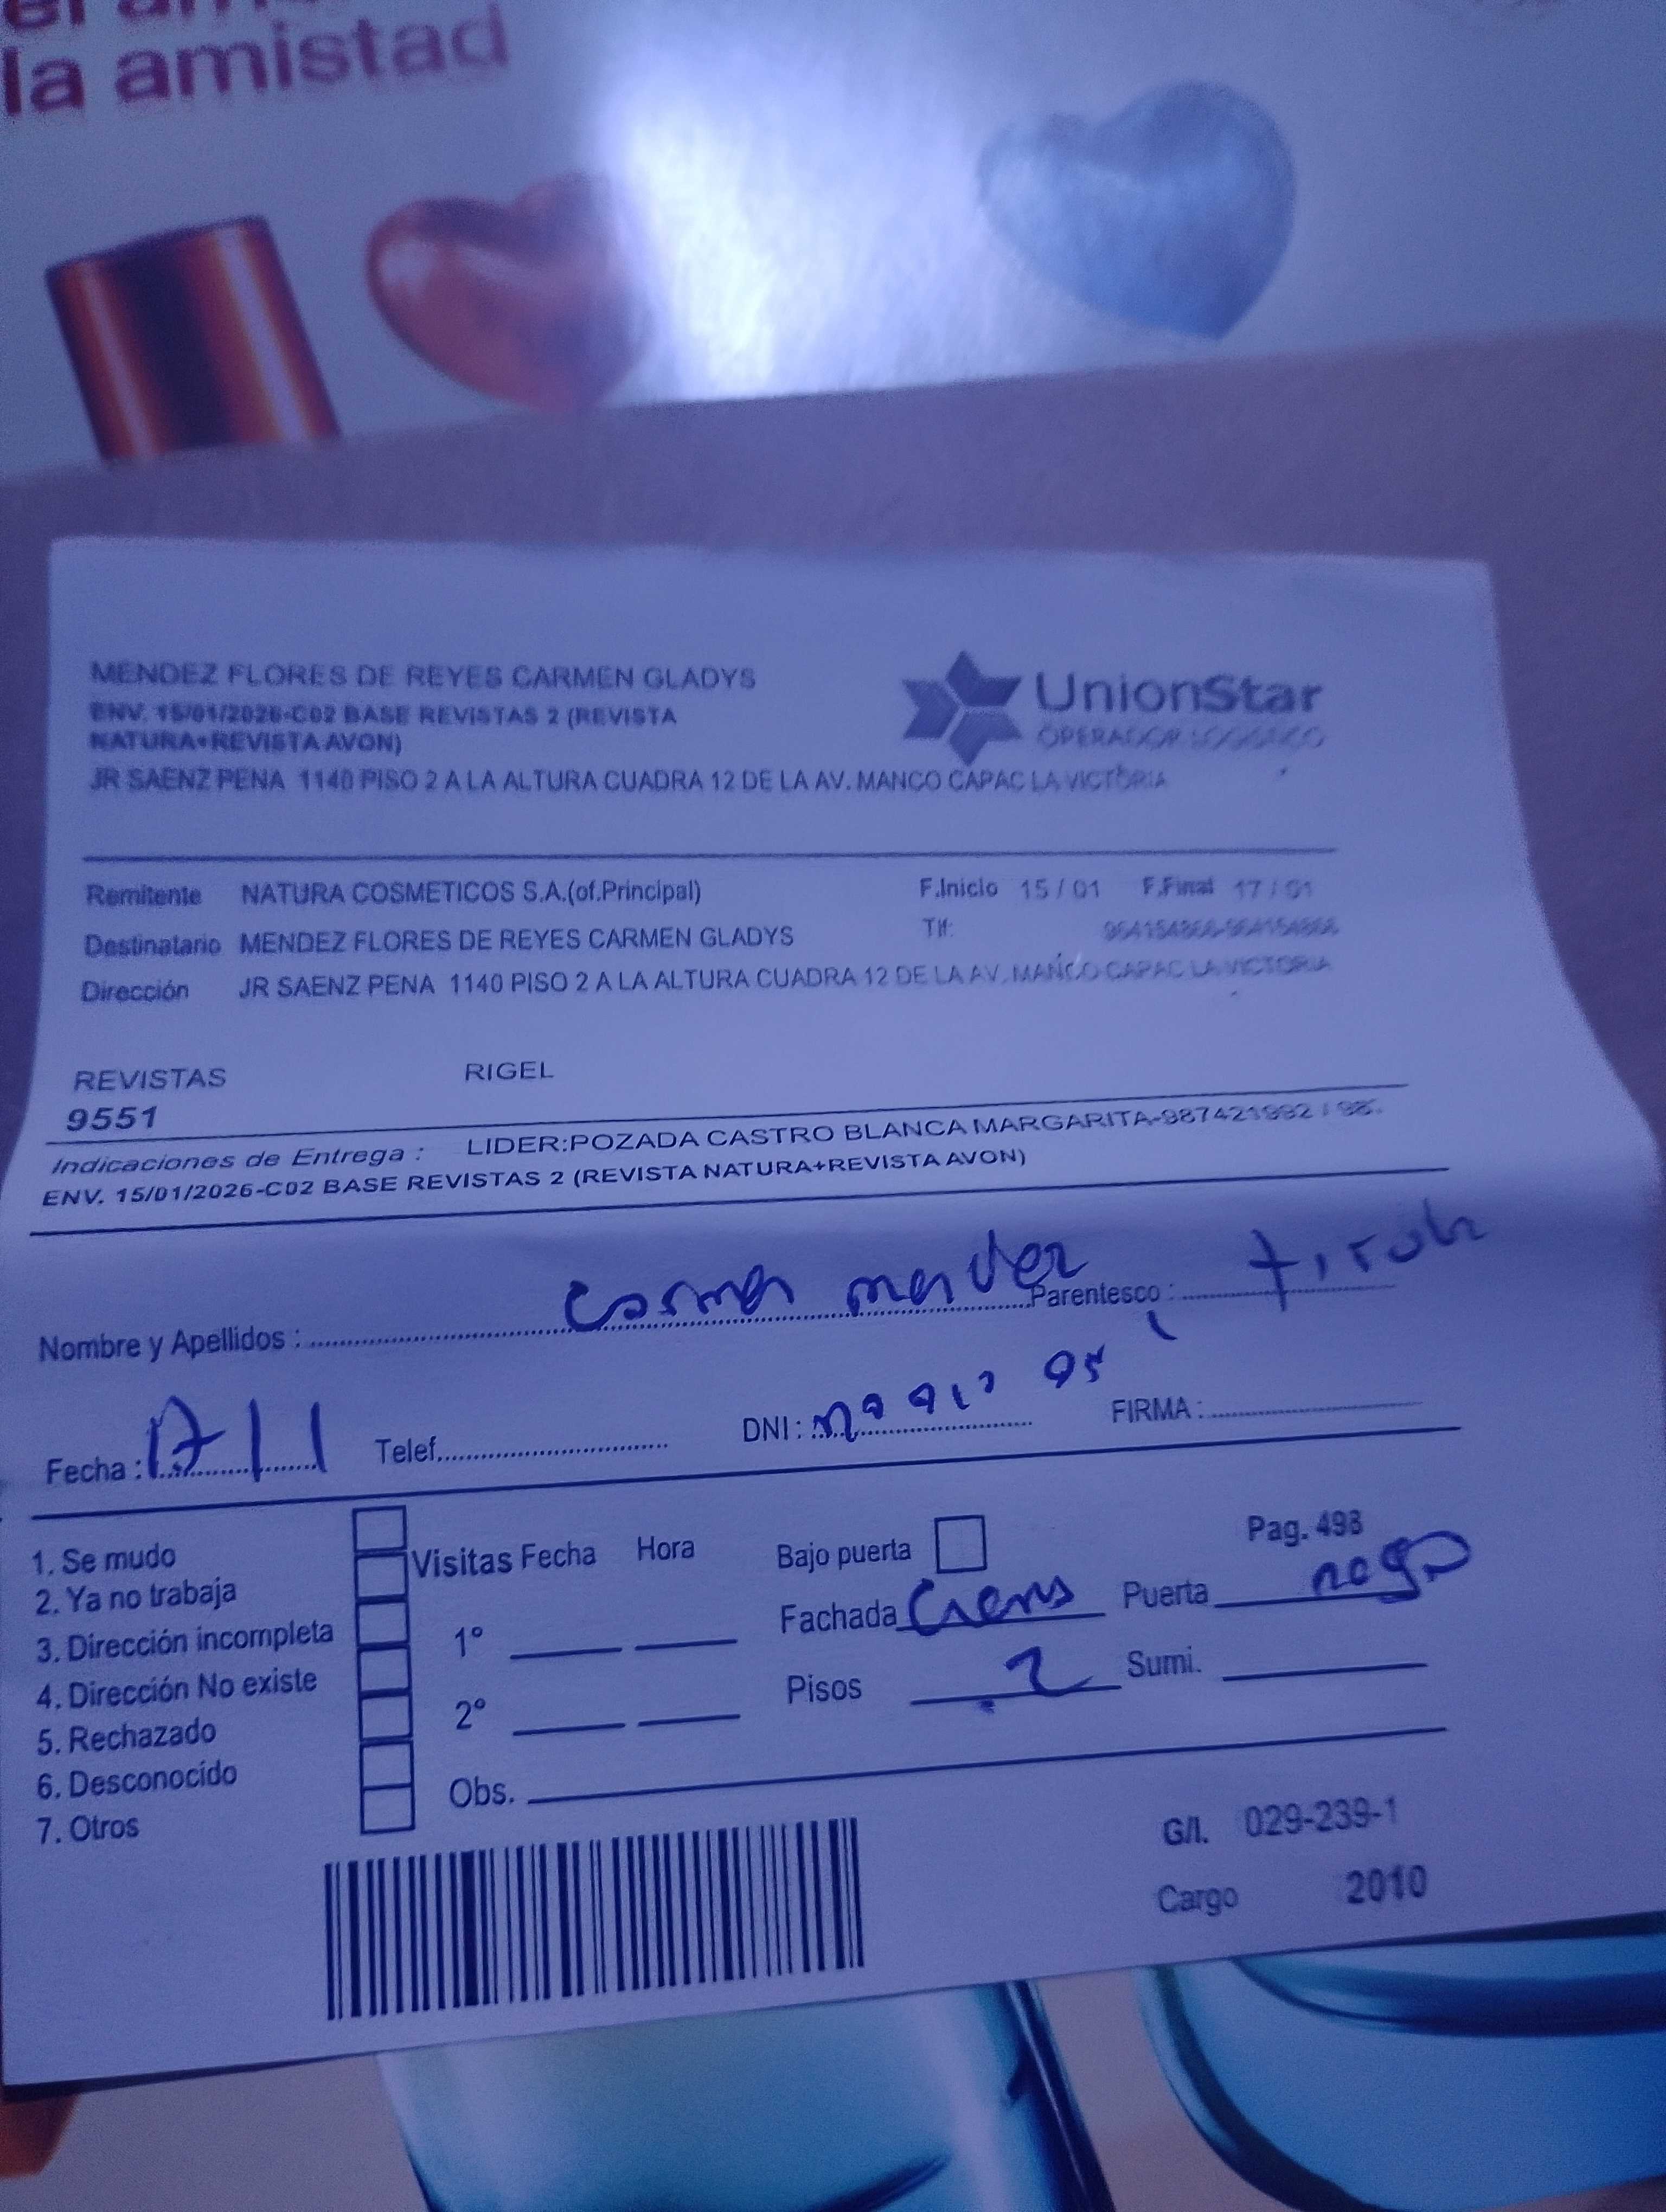 la amistad
MENDEZ FLORES DE REYES CARMEN GLADYS
ENV. 15/01/2026-C02 BASE REVISTAS 2 (REVISTA
NATURA+REVISTA AVON)
JR SAENZ PENA 1140 PISO 2 A LA ALTURA CUADRA 12 DE LA AV. MANCO CAPAC LA VICTORIA
UnionStar
OPERADOR LOGISTICO
Remitente NATURA COSMETICOS S.A.(of.Principal) F.Inicio 15 / 01 F.Final 17 / 01
Destinatario MENDEZ FLORES DE REYES CARMEN GLADYS Tlf:
Dirección JR SAENZ PENA 1140 PISO 2 A LA ALTURA CUADRA 12 DE LA AV. MANCO CAPAC LA VICTORIA
REVISTAS RIGEL
9551
Indicaciones de Entrega : LIDER:POZADA CASTRO BLANCA MARGARITA-987421992 /
ENV. 15/01/2026-C02 BASE REVISTAS 2 (REVISTA NATURA+REVISTA AVON)
Nombre y Apellidos : Parentesco :
Fecha : 17 / 1 Telef. DNI : FIRMA :
1. Se mudo Visitas Fecha Hora Bajo puerta Pag. 493
2. Ya no trabaja Fachada Crema Puerta negro
3. Dirección incompleta 1°
4. Dirección No existe Pisos 2 Sumi.
5. Rechazado 2°
6. Desconocido Obs.
7. Otros
G/I. 029-239-1
Cargo 2010